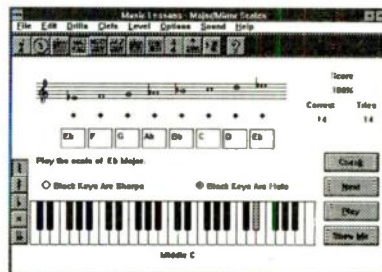 Music Lessons - Major/Minor Scales
File Edit Drills Clefs Level Options Sound Help
Score
100%
Correct Tries
14 14
Eb F G Ab Bb C D Eb
Play the scale of Eb Major.
Black Keys Are Sharps Black Keys Are Flats
Next
Play
Show Me
Middle C